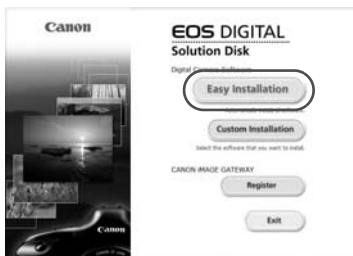 Canon
EOS DIGITAL
Solution Disk
Digital Camera Software
Easy Installation
Custom Installation
Select the software that you want to install.
CANON iMAGE GATEWAY
Register
Exit
Canon